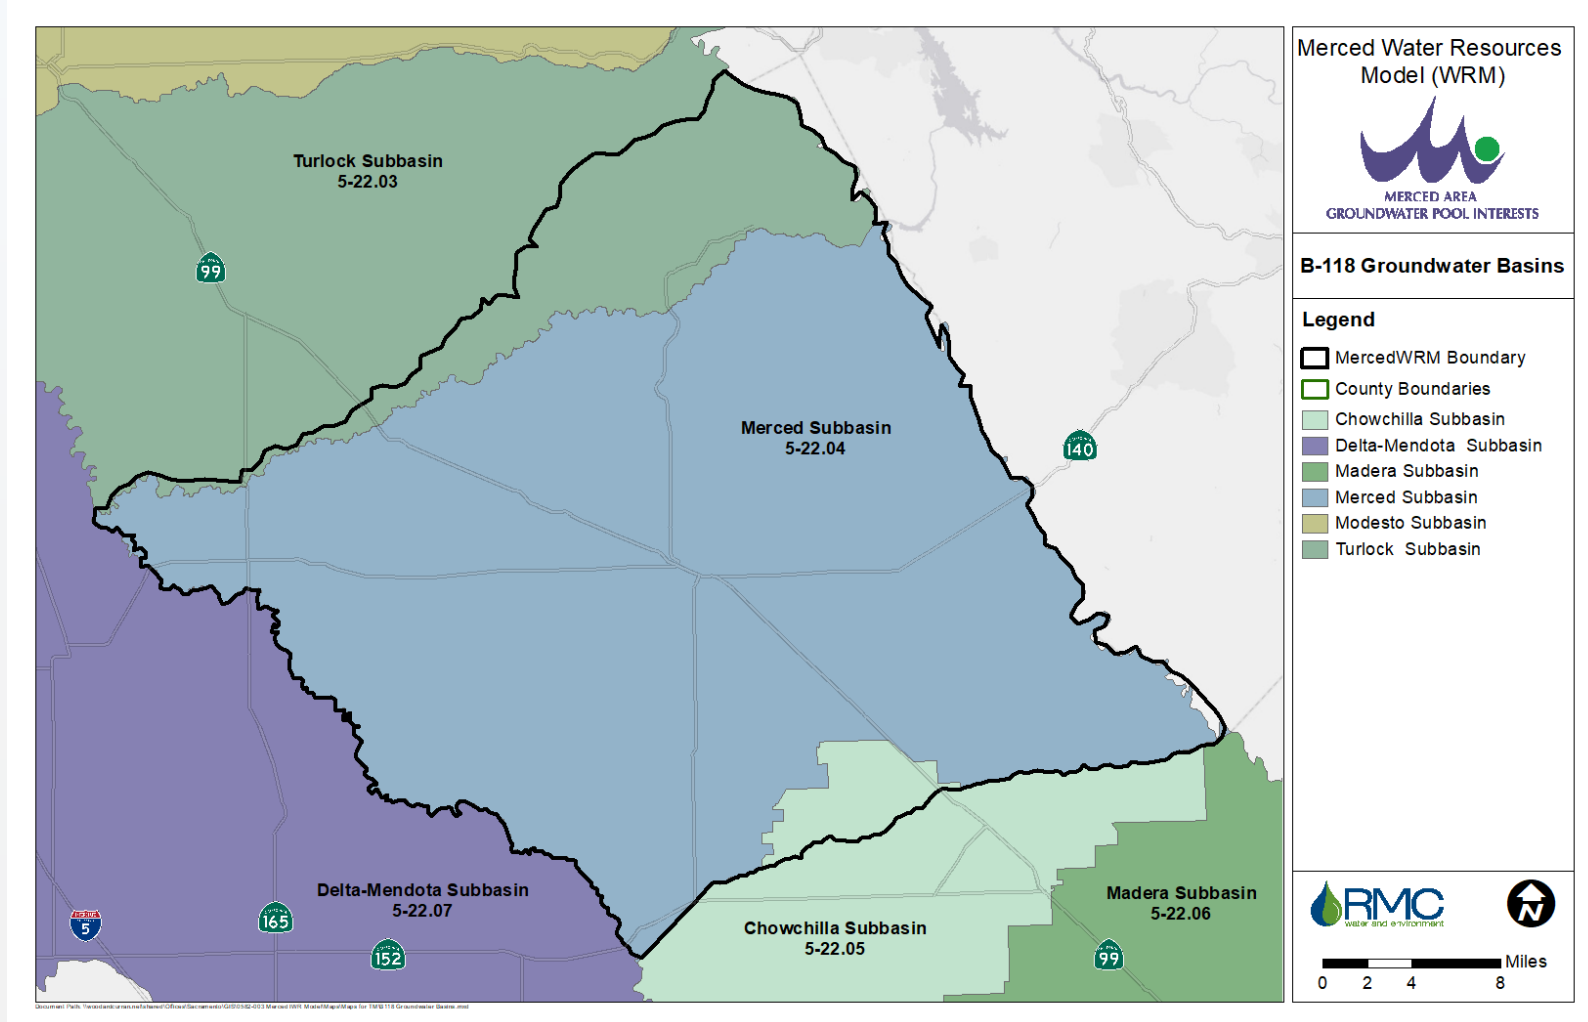 Turlock Subbasin
5-22.03
99
Merced Subbasin
5-22.04
140
Delta-Mendota Subbasin
5-22.07
165
5
152
Chowchilla Subbasin
5-22.05
Madera Subbasin
5-22.06
99
Merced Water Resources
Model (WRM)
MERCED AREA
GROUNDWATER POOL INTERESTS
B-118 Groundwater Basins
Legend
MercedWRM Boundary
County Boundaries
Chowchilla Subbasin
Delta-Mendota Subbasin
Madera Subbasin
Merced Subbasin
Modesto Subbasin
Turlock Subbasin
RMC
water and environment
N
Miles
0 2 4 8